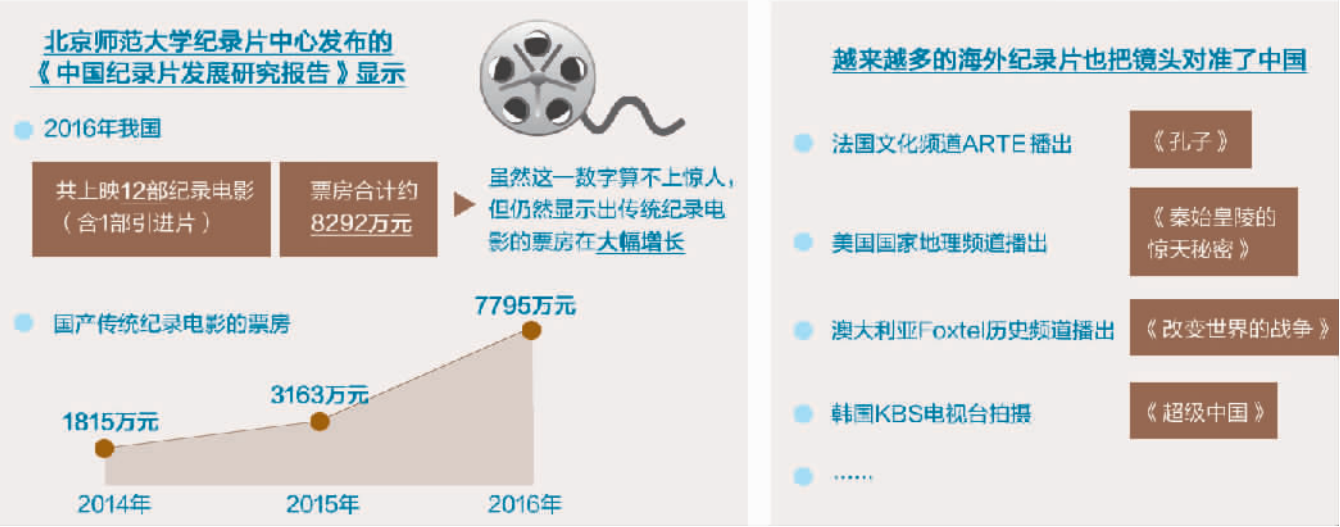 北京师范大学纪录片中心发布的
《中国纪录片发展研究报告》显示
2016年我国
共上映12部纪录电影
（含1部引进片）
票房合计约
8292万元
虽然这一数字算不上惊人，
但仍然显示出传统纪录电
影的票房在大幅增长
国产传统纪录电影的票房
7795万元
3163万元
1815万元
2014年
2015年
2016年
越来越多的海外纪录片也把镜头对准了中国
法国文化频道ARTE播出
《孔子》
美国国家地理频道播出
《秦始皇陵的
惊天秘密》
澳大利亚Foxtel历史频道播出
《改变世界的战争》
韩国KBS电视台拍摄
《超级中国》
……